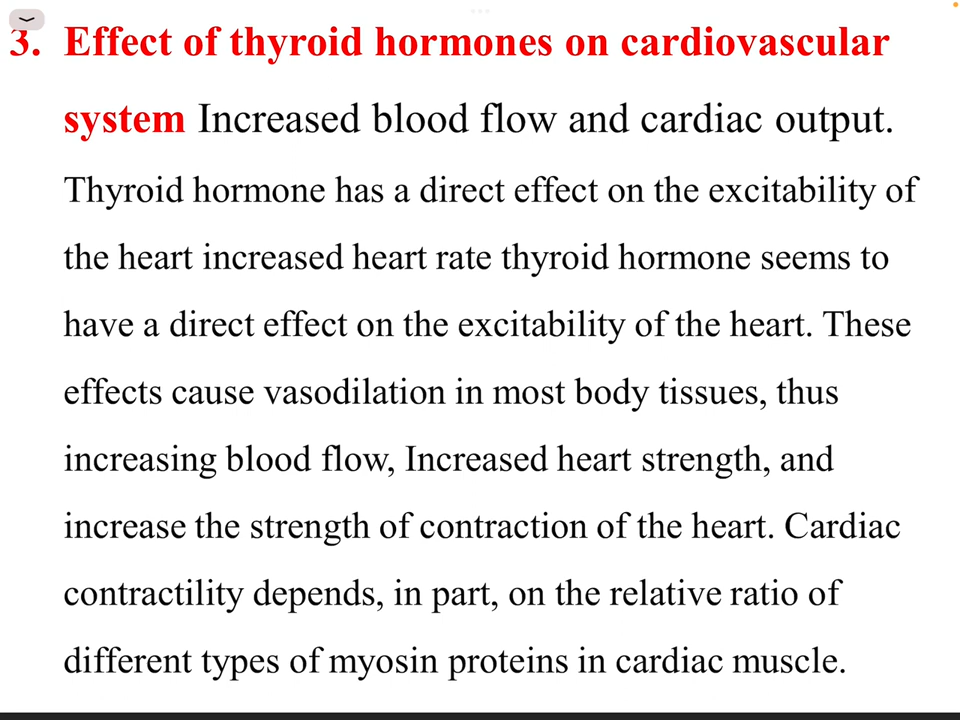 3. Effect of thyroid hormones on cardiovascular
system Increased blood flow and cardiac output.
Thyroid hormone has a direct effect on the excitability of
the heart increased heart rate thyroid hormone seems to
have a direct effect on the excitability of the heart. These
effects cause vasodilation in most body tissues, thus
increasing blood flow, Increased heart strength, and
increase the strength of contraction of the heart. Cardiac
contractility depends, in part, on the relative ratio of
different types of myosin proteins in cardiac muscle.